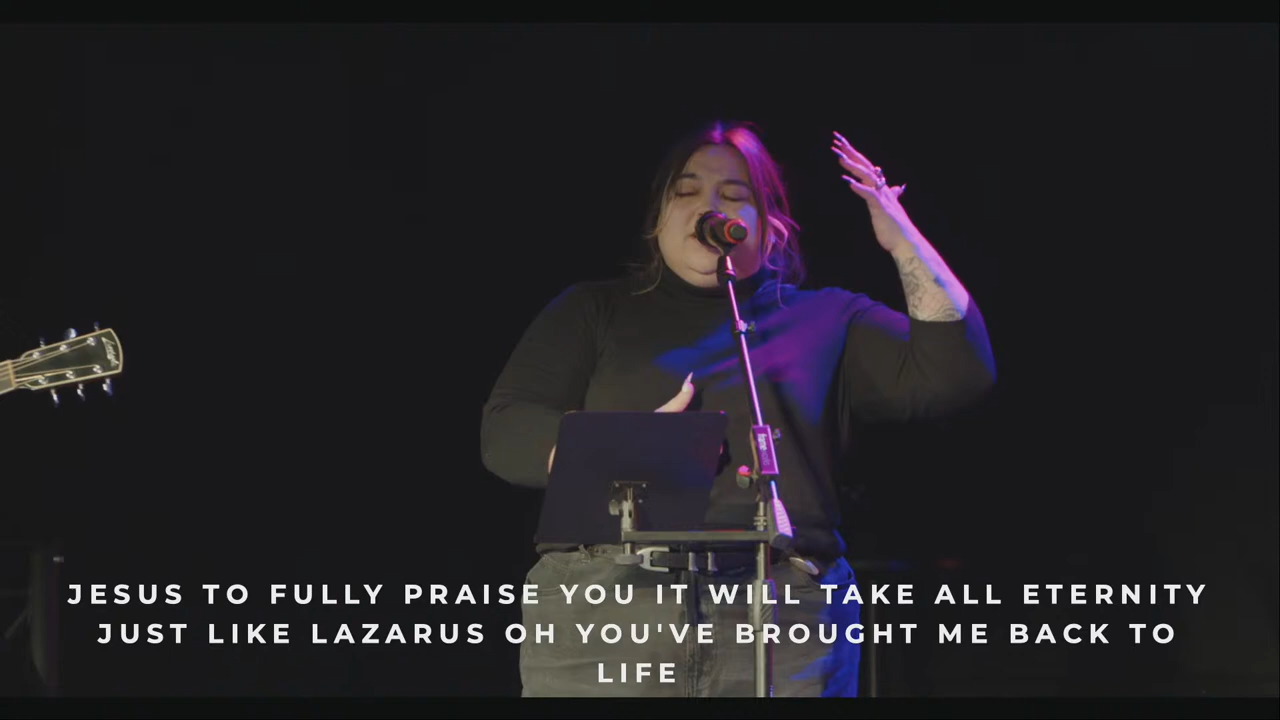 JESUS TO FULLY PRAISE YOU IT WILL TAKE ALL ETERNITY
JUST LIKE LAZARUS OH YOU'VE BROUGHT ME BACK TO
LIFE